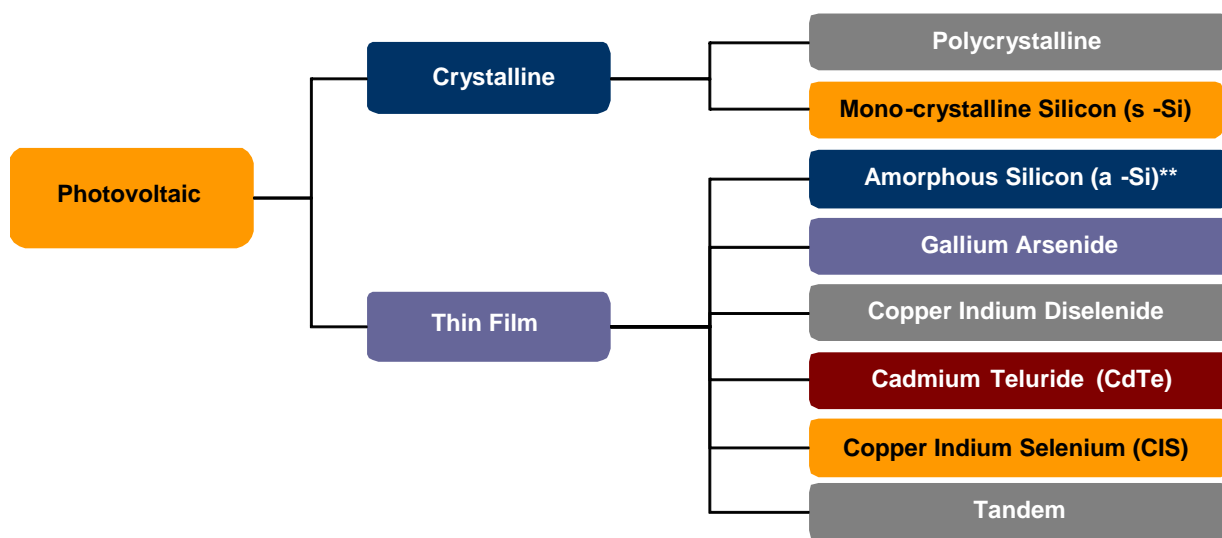 Photovoltaic
Crystalline
Polycrystalline
Mono-crystalline Silicon (s -Si)
Thin Film
Amorphous Silicon (a -Si)**
Gallium Arsenide
Copper Indium Diselenide
Cadmium Teluride (CdTe)
Copper Indium Selenium (CIS)
Tandem